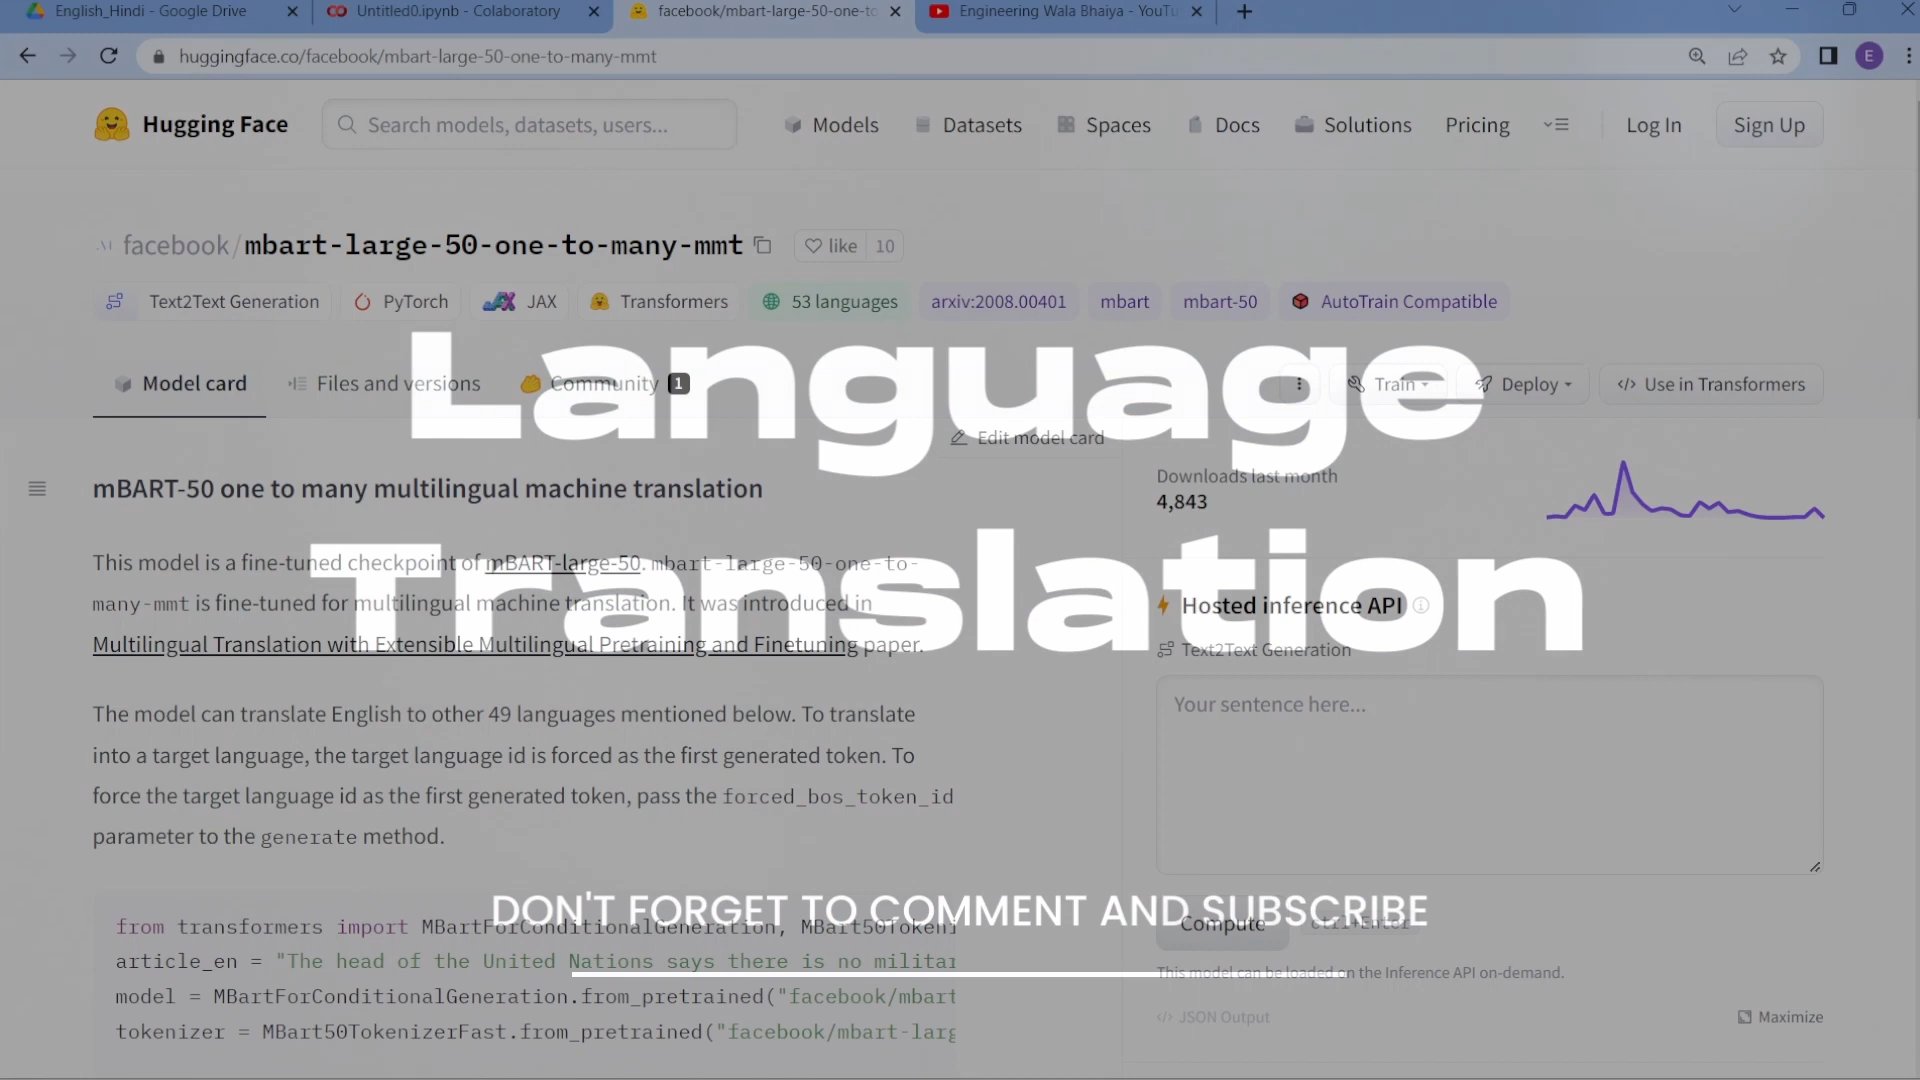 English_Hindi - Google Drive
Untitled0.ipynb - Colaboratory
facebook/mbart-large-50-one-to
Engineering Wala Bhaiya - YouTu
huggingface.co/facebook/mbart-large-50-one-to-many-mmt
E
Hugging Face
Search models, datasets, users...
Models
Datasets
Spaces
Docs
Solutions
Pricing
Log In
Sign Up
facebook/mbart-large-50-one-to-many-mmt
like 10
Text2Text Generation
PyTorch
JAX
Transformers
53 languages
arxiv:2008.00401
mbart
mbart-50
AutoTrain Compatible
Language
Translation
Model card
Files and versions
Community 1
Train
Deploy
</> Use in Transformers
Edit model card
mBART-50 one to many multilingual machine translation
This model is a fine-tuned checkpoint of mBART-large-50. mbart-large-50-one-to-
many-mmt is fine-tuned for multilingual machine translation. It was introduced in
Multilingual Translation with Extensible Multilingual Pretraining and Finetuning paper.
The model can translate English to other 49 languages mentioned below. To translate
into a target language, the target language id is forced as the first generated token. To
force the target language id as the first generated token, pass the forced_bos_token_id
parameter to the generate method.
from transformers import MBartForConditionalGeneration, MBart50Tokeni
article_en = "The head of the United Nations says there is no militar
model = MBartForConditionalGeneration.from_pretrained("facebook/mbart
tokenizer = MBart50TokenizerFast.from_pretrained("facebook/mbart-larg
Downloads last month
4,843
Hosted inference API
Text2Text Generation
Your sentence here...
DON'T FORGET TO COMMENT AND SUBSCRIBE
Compute
ctrl+Enter
This model can be loaded on the Inference API on-demand.
</> JSON Output
Maximize